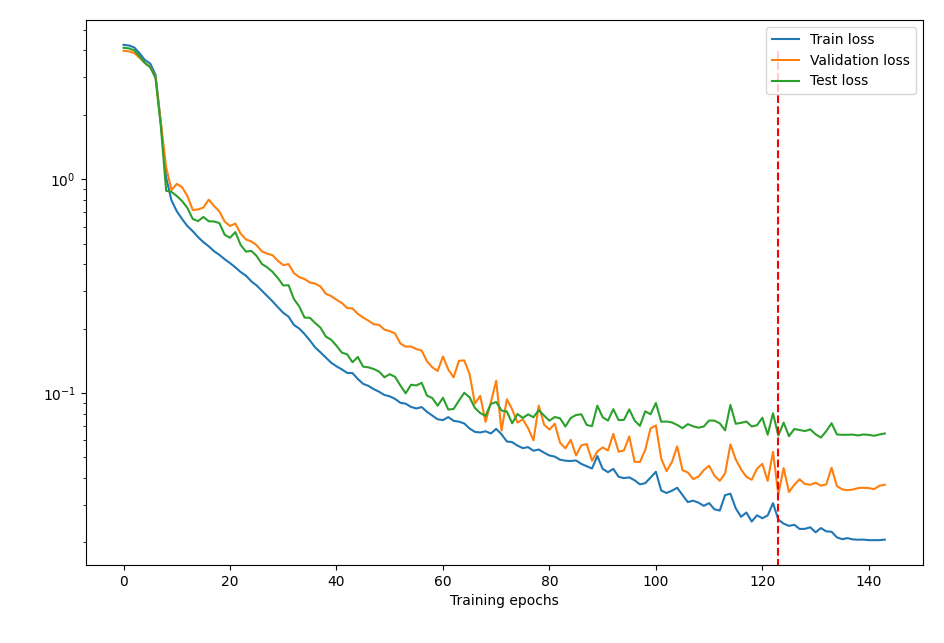 Train loss
Validation loss
Test loss
10⁰
10⁻¹
0 20 40 60 80 100 120 140
Training epochs